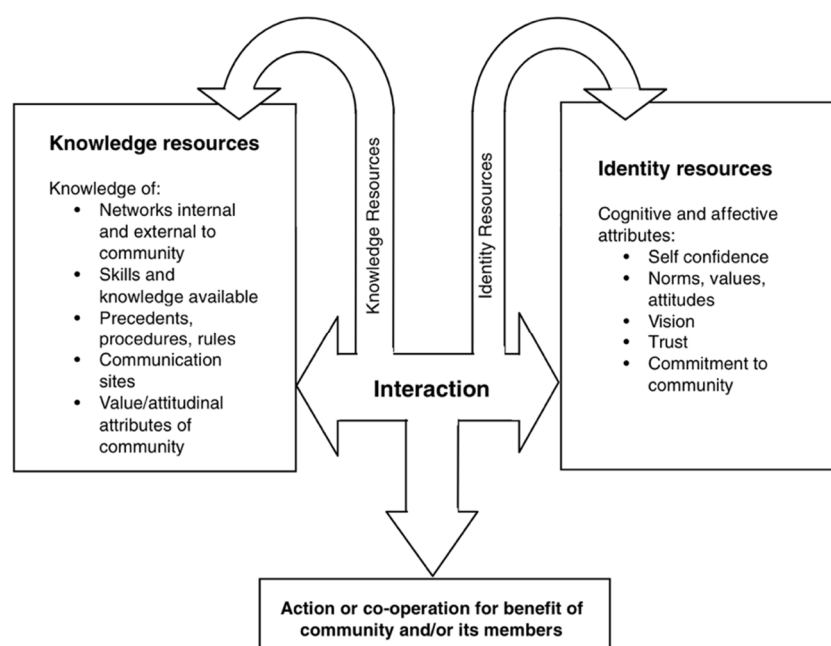 Knowledge resources
Knowledge of:
• Networks internal
and external to
community
• Skills and
knowledge available
• Precedents,
procedures, rules
• Communication
sites
• Value/attitudinal
attributes of
community
Knowledge Resources
Identity Resources
Interaction
Identity resources
Cognitive and affective
attributes:
• Self confidence
• Norms, values,
attitudes
• Vision
• Trust
• Commitment to
community
Action or co-operation for benefit of
community and/or its members